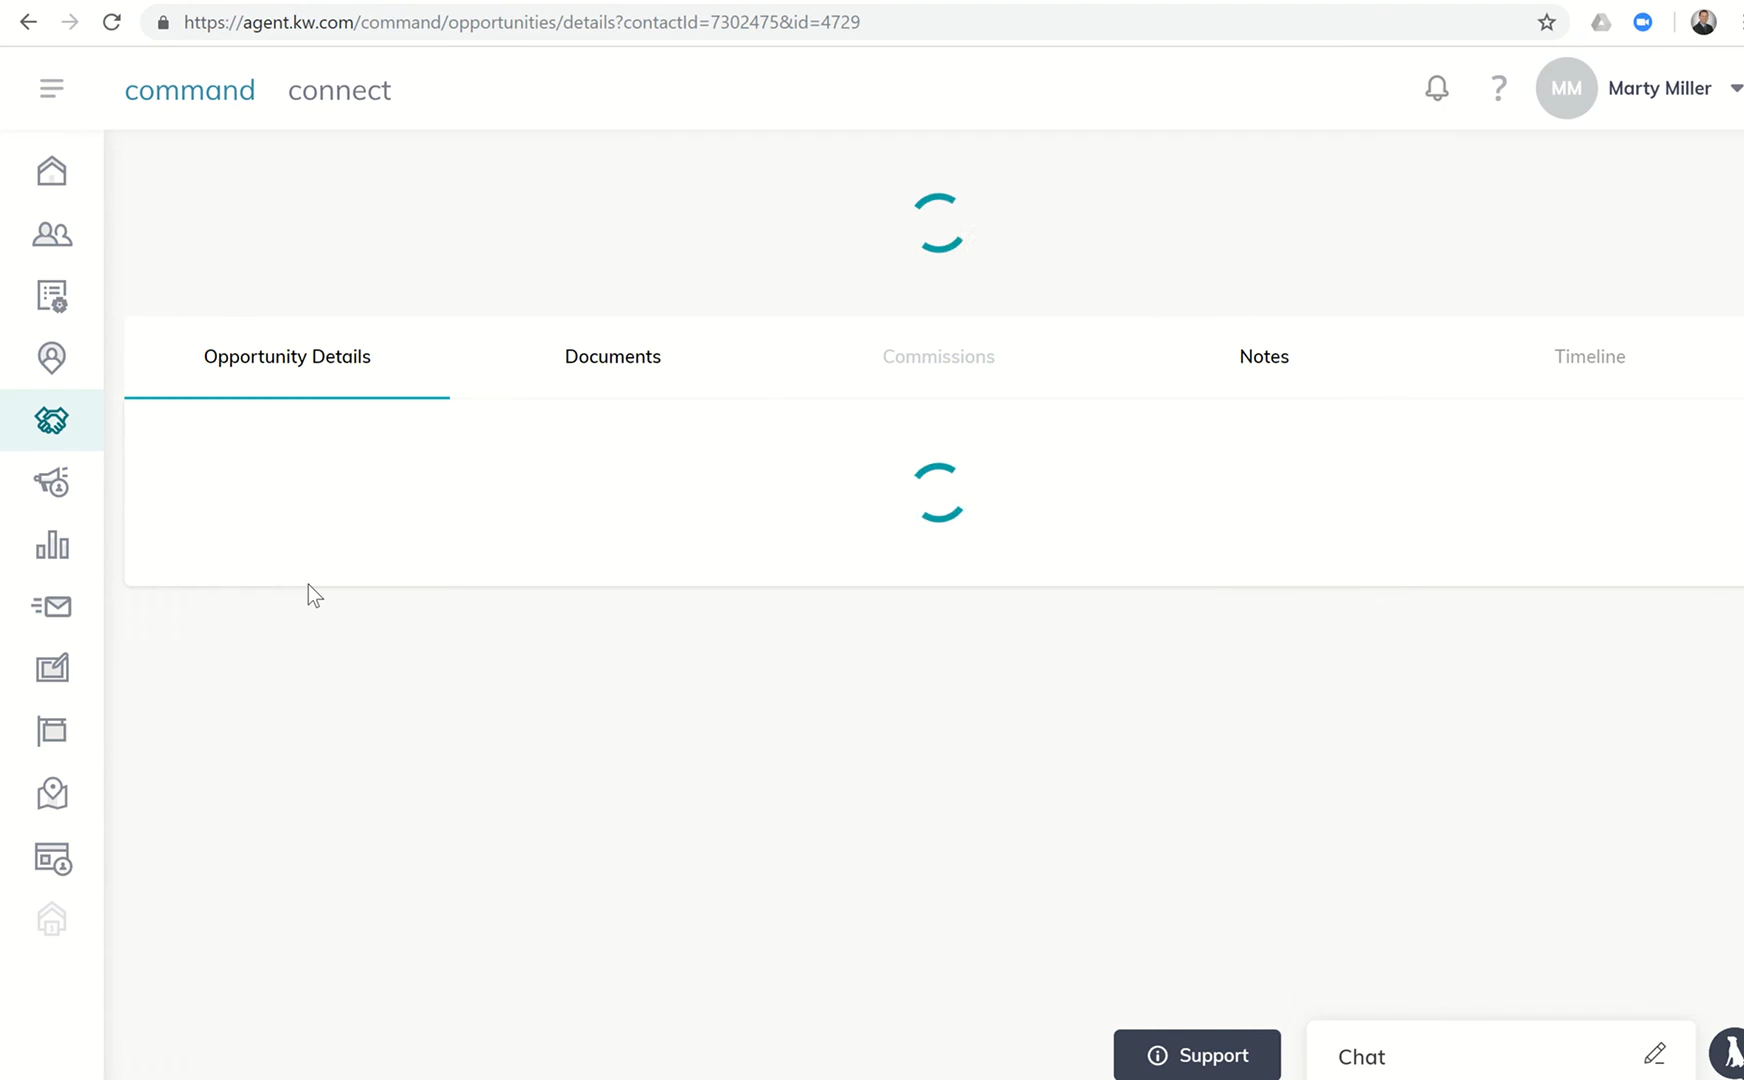 https://agent.kw.com/command/opportunities/details?contactId=7302475&id=4729
command connect
? MM Marty Miller
Opportunity Details Documents Commissions Notes Timeline
Support Chat